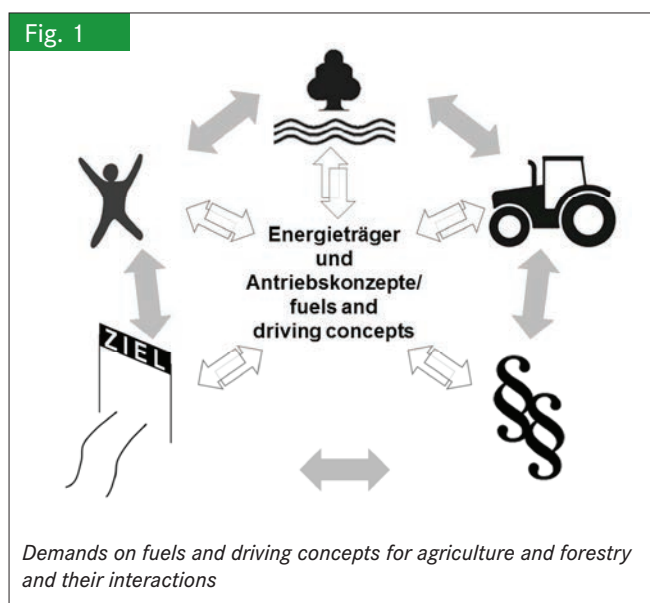 Fig. 1
Energieträger
und
Antriebskonzepte/
fuels and
driving concepts
ZIEL
§§
Demands on fuels and driving concepts for agriculture and forestry
and their interactions